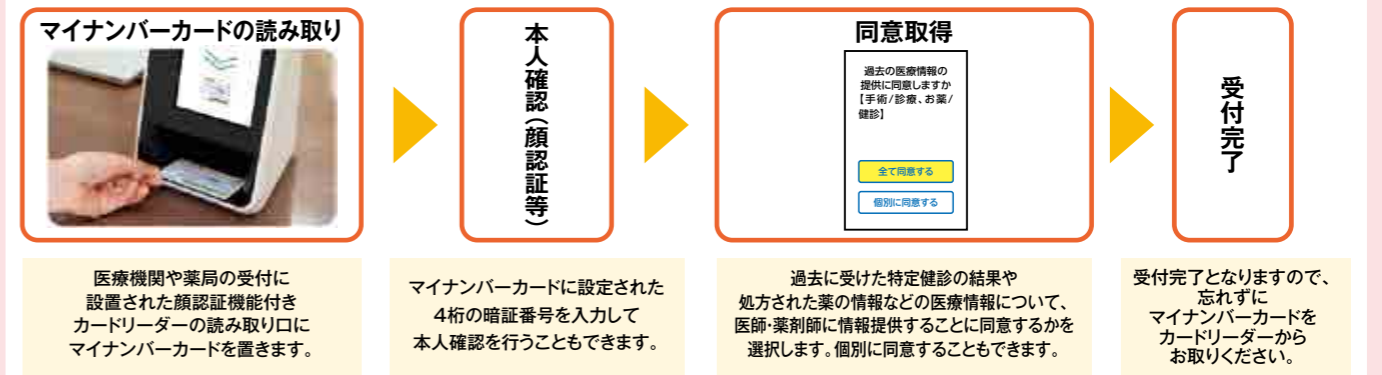 マイナンバーカードの読み取り
本人確認(顔認証等)
同意取得
過去の医療情報の
提供に同意しますか
【手術/診療、お薬/
健診】
全て同意する
個別に同意する
受付完了
医療機関や薬局の受付に
設置された顔認証機能付き
カードリーダーの読み取り口に
マイナンバーカードを置きます。
マイナンバーカードに設定された
4桁の暗証番号を入力して
本人確認を行うこともできます。
過去に受けた特定健診の結果や
処方された薬の情報などの医療情報について、
医師・薬剤師に情報提供することに同意するかを
選択します。個別に同意することもできます。
受付完了となりますので、
忘れずに
マイナンバーカードを
カードリーダーから
お取りください。